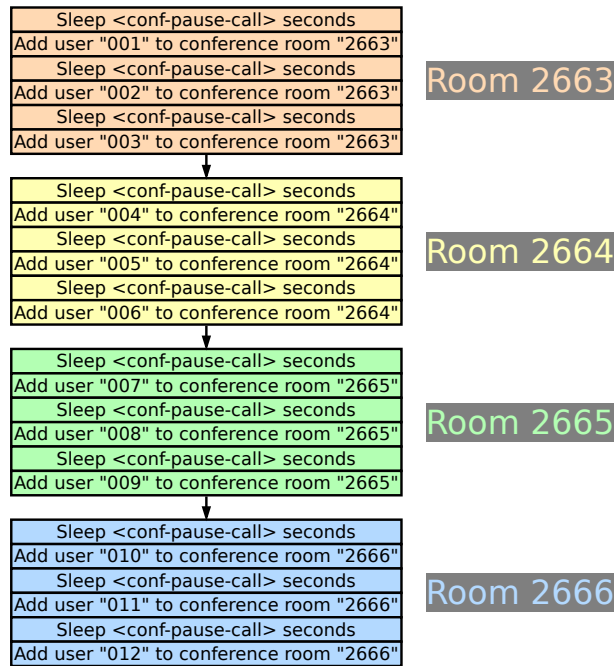 Sleep <conf-pause-call> seconds
Add user "001" to conference room "2663"
Sleep <conf-pause-call> seconds
Add user "002" to conference room "2663"
Sleep <conf-pause-call> seconds
Add user "003" to conference room "2663"
Room 2663
Sleep <conf-pause-call> seconds
Add user "004" to conference room "2664"
Sleep <conf-pause-call> seconds
Add user "005" to conference room "2664"
Sleep <conf-pause-call> seconds
Add user "006" to conference room "2664"
Room 2664
Sleep <conf-pause-call> seconds
Add user "007" to conference room "2665"
Sleep <conf-pause-call> seconds
Add user "008" to conference room "2665"
Sleep <conf-pause-call> seconds
Add user "009" to conference room "2665"
Room 2665
Sleep <conf-pause-call> seconds
Add user "010" to conference room "2666"
Sleep <conf-pause-call> seconds
Add user "011" to conference room "2666"
Sleep <conf-pause-call> seconds
Add user "012" to conference room "2666"
Room 2666